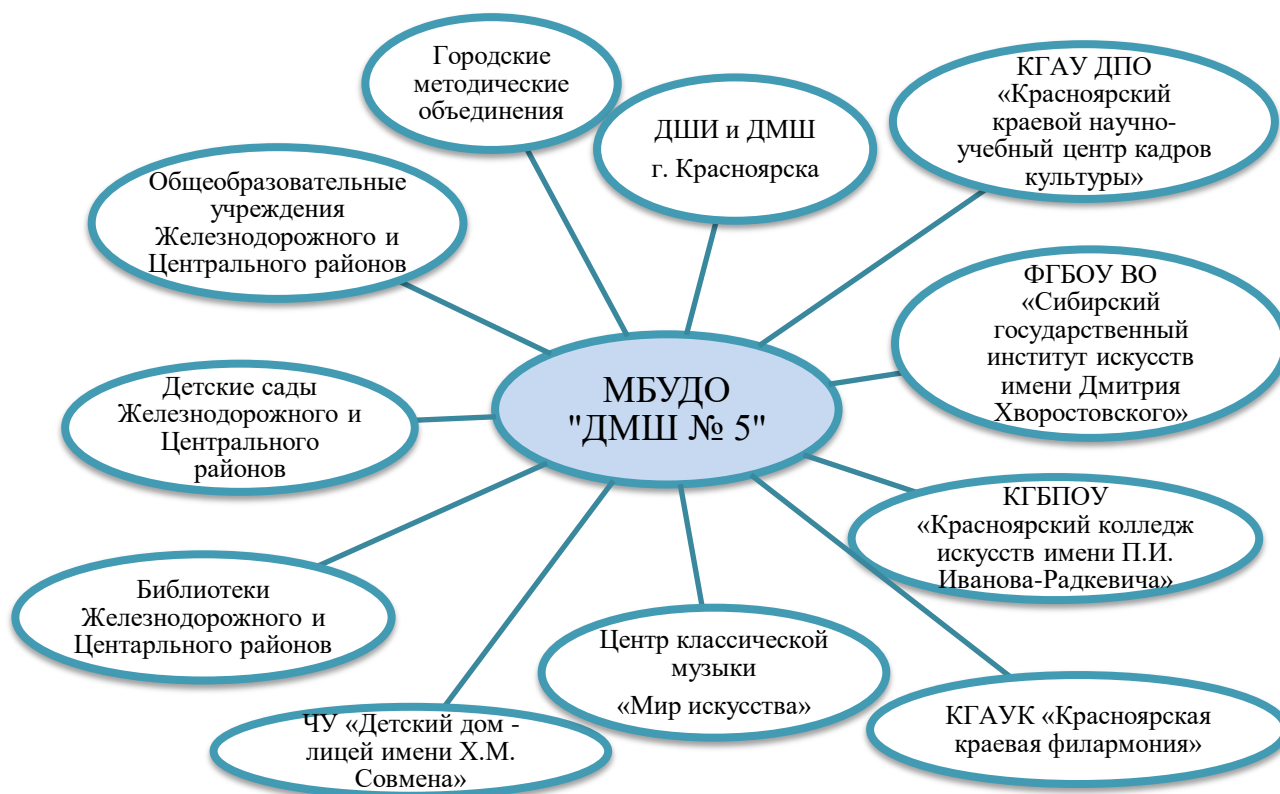 Городские
методические
объединения
ДШИ и ДМШ
г. Красноярска
КГАУ ДПО
«Красноярский
краевой научно-
учебный центр кадров
культуры»
Общеобразовательные
учреждения
Железнодорожного и
Центрального районов
ФГБОУ ВО
«Сибирский
государственный
институт искусств
имени Дмитрия
Хворостовского»
МБУДО
"ДМШ № 5"
Детские сады
Железнодорожного и
Центрального
районов
КГБПОУ
«Красноярский колледж
искусств имени П.И.
Иванова-Радкевича»
Библиотеки
Железнодорожного и
Центарльного районов
Центр классической
музыки
«Мир искусства»
ЧУ «Детский дом -
лицей имени Х.М.
Совмена»
КГАУК «Красноярская
краевая филармония»